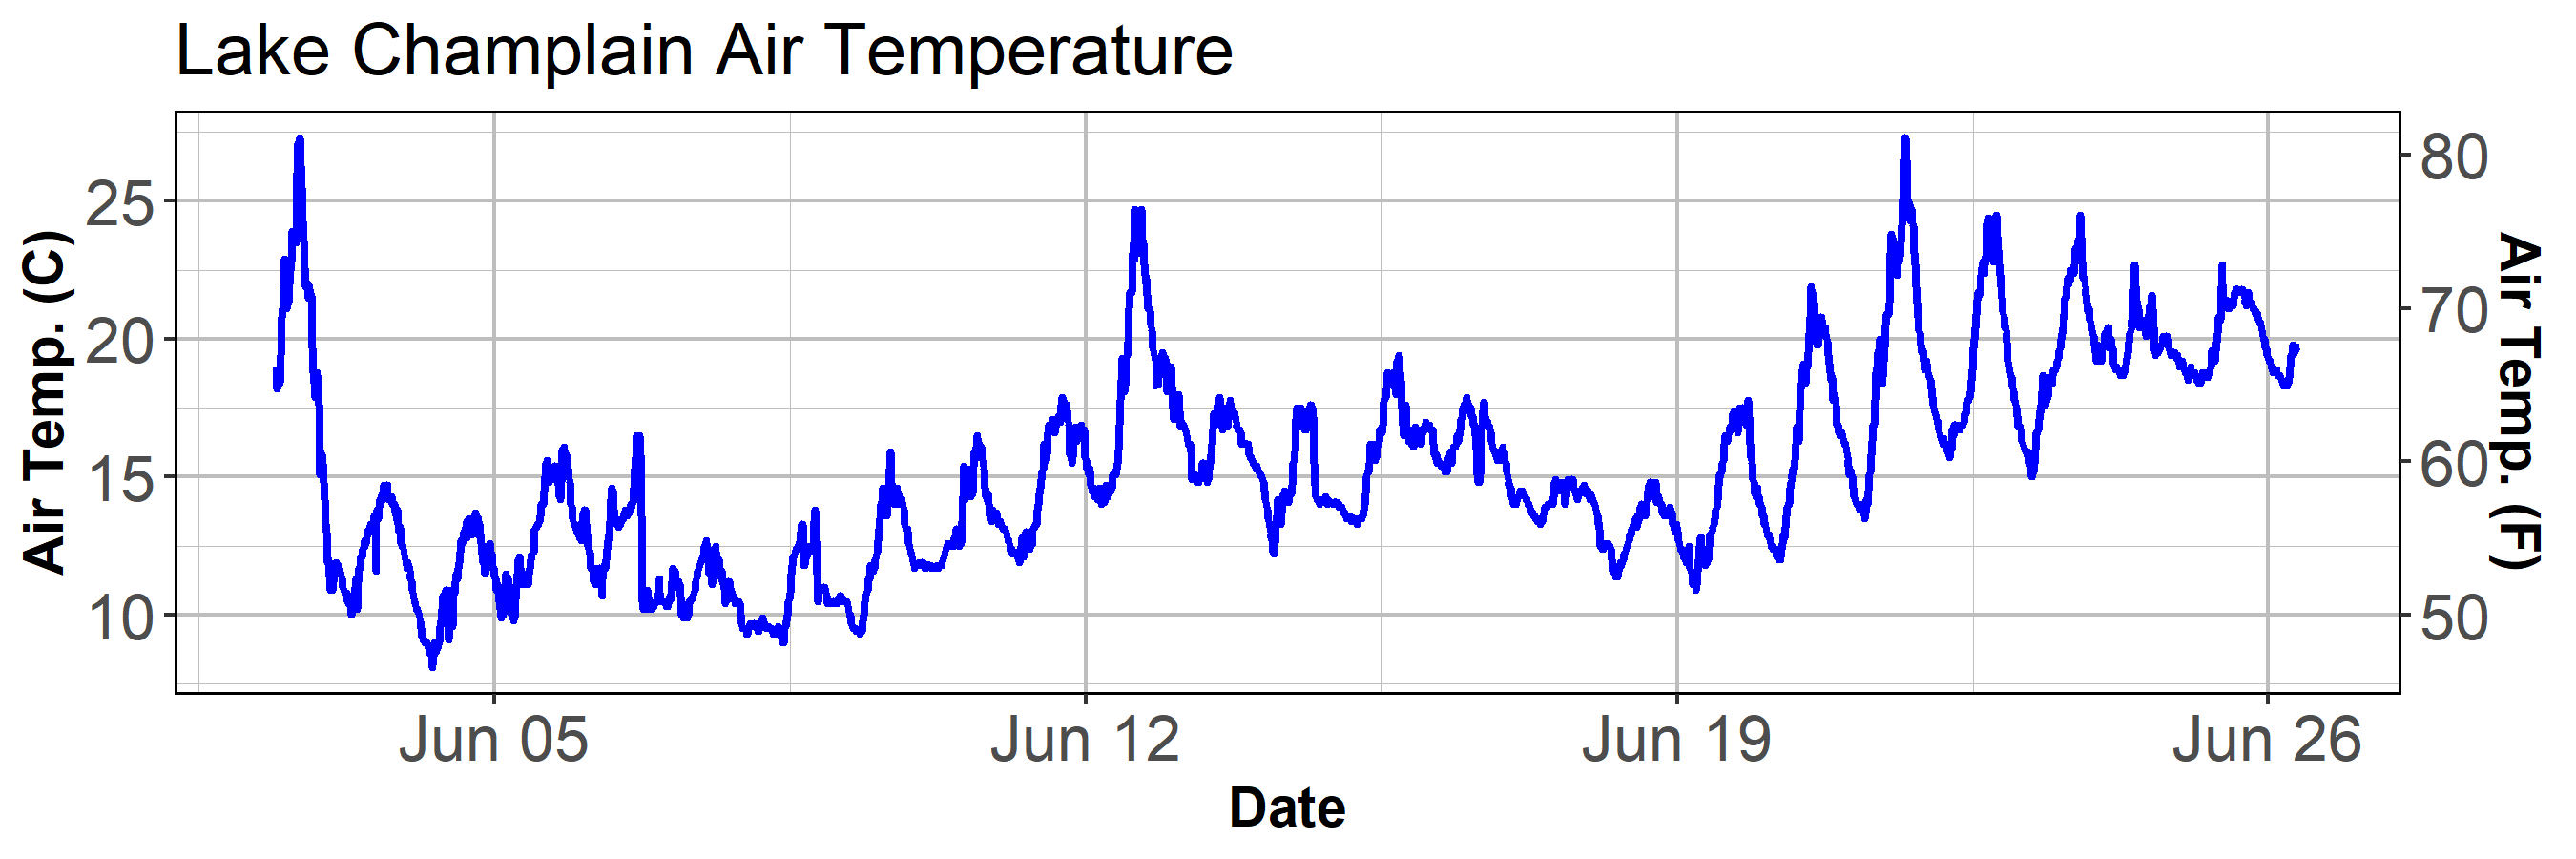 Lake Champlain Air Temperature
Air Temp. (C)
25
20
15
10
80
70
60
50
Air Temp. (F)
Jun 05 Jun 12 Jun 19 Jun 26
Date